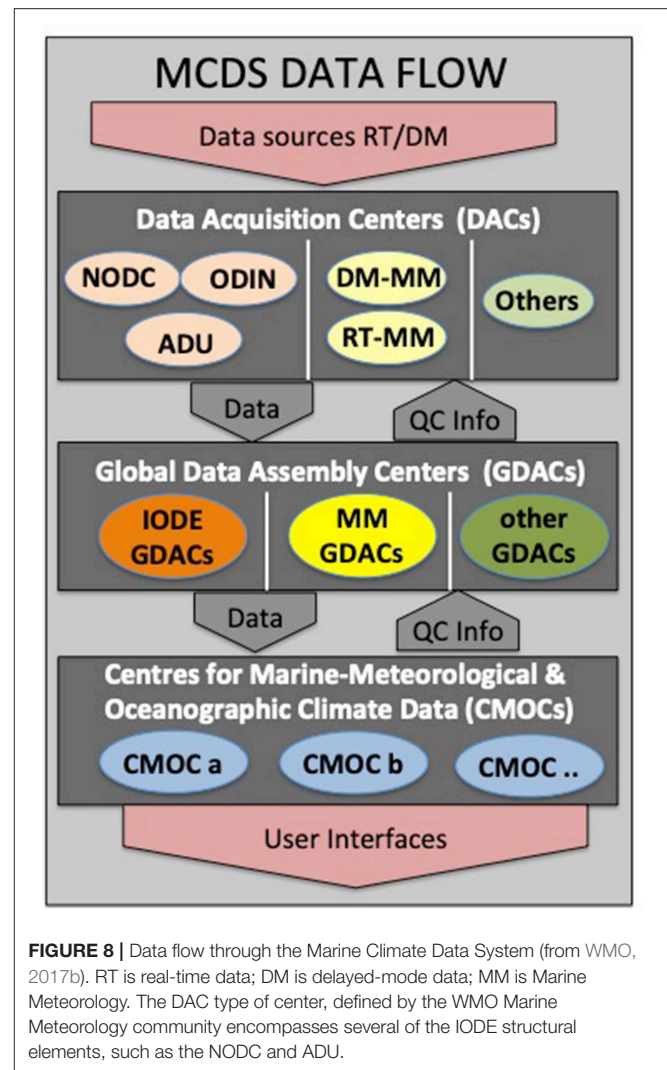 MCDS DATA FLOW
Data sources RT/DM
Data Acquisition Centers (DACs)
NODC
ODIN
ADU
DM-MM
RT-MM
Others
Data
QC Info
Global Data Assembly Centers (GDACs)
IODE
GDACs
MM
GDACs
other
GDACs
Data
QC Info
Centres for Marine-Meteorological &
Oceanographic Climate Data (CMOCs)
CMOC a
CMOC b
CMOC ..
User Interfaces
FIGURE 8 | Data flow through the Marine Climate Data System (from WMO,
2017b). RT is real-time data; DM is delayed-mode data; MM is Marine
Meteorology. The DAC type of center, defined by the WMO Marine
Meteorology community encompasses several of the IODE structural
elements, such as the NODC and ADU.